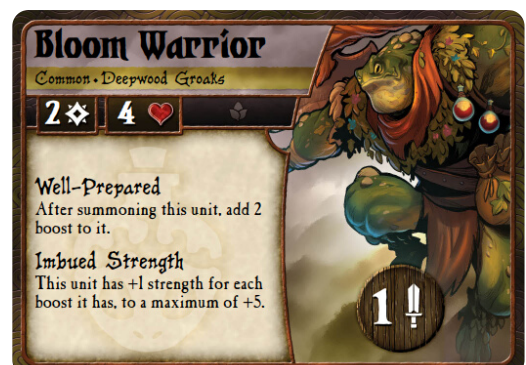 Bloom Warrior
Common • Deepwood Groaks
2 4
Well-Prepared
After summoning this unit, add 2
boost to it.
Imbued Strength
This unit has +1 strength for each
boost it has, to a maximum of +5.
1